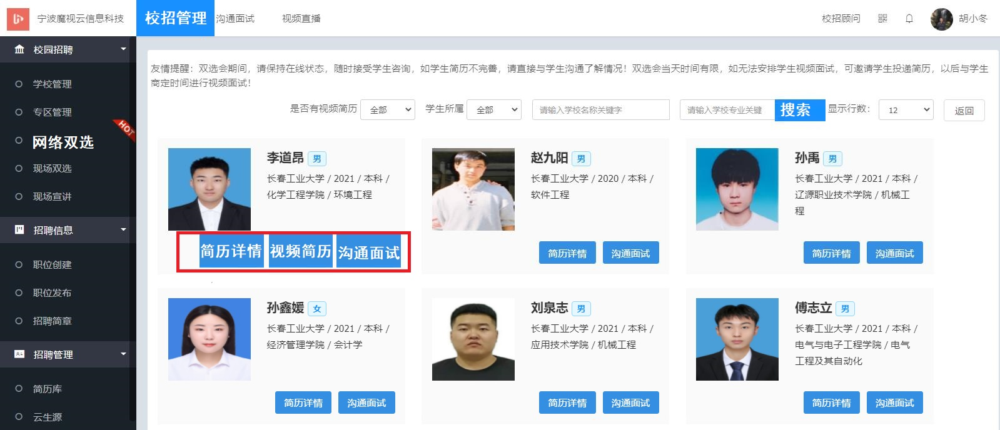 宁波魔视云信息科技
校招管理
沟通面试
视频直播
校招顾问
胡小冬
校园招聘
学校管理
专区管理
HOT
网络双选
现场双选
现场宣讲
招聘信息
职位创建
职位发布
招聘简章
招聘管理
简历库
云生源
友情提醒：双选会期间，请保持在线状态，随时接受学生咨询，如学生简历不完善，请直接与学生沟通了解情况！双选会当天时间有限，如无法安排学生视频面试，可邀请学生投递简历，以后与学生
商定时间进行视频面试！
是否有视频简历 全部 学生所属 全部 请输入学校名称关键字 请输入学校专业关键 搜索 显示行数： 12 返回
李道昂 男
长春工业大学 / 2021 / 本科 /
化学工程学院 / 环境工程
简历详情 视频简历 沟通面试
赵九阳 男
长春工业大学 / 2020 / 本科 /
软件工程
简历详情 沟通面试
孙禹 男
长春工业大学 / 2021 / 本科 /
辽源职业技术学院 / 机械工
程
简历详情 沟通面试
孙鑫媛 女
长春工业大学 / 2021 / 本科 /
经济管理学院 / 会计学
简历详情 沟通面试
刘泉志 男
长春工业大学 / 2021 / 本科 /
应用技术学院 / 机械工程
简历详情 沟通面试
傅志立 男
长春工业大学 / 2021 / 本科 /
电气与电子工程学院 / 电气
工程及其自动化
简历详情 沟通面试